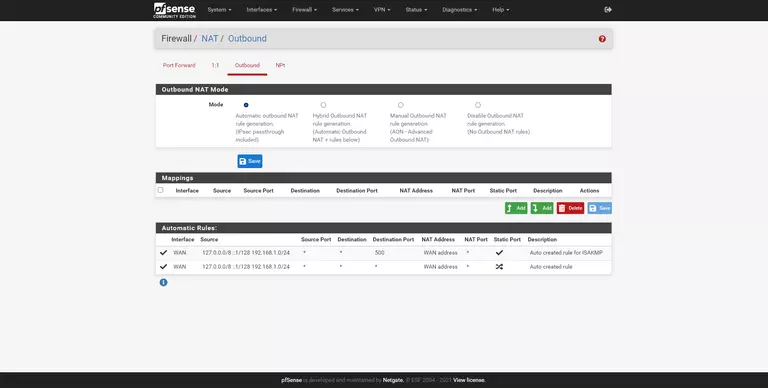 pfsense
COMMUNITY EDITION
System Interfaces Firewall Services VPN Status Diagnostics Help
Firewall / NAT / Outbound
Port Forward 1:1 Outbound NPt
Outbound NAT Mode
Mode
Automatic outbound NAT
rule generation.
(IPsec passthrough
included)
Hybrid Outbound NAT
rule generation.
(Automatic Outbound
NAT + rules below)
Manual Outbound NAT
rule generation.
(AON - Advanced
Outbound NAT)
Disable Outbound NAT
rule generation.
(No Outbound NAT rules)
Save
Mappings
Interface Source Source Port Destination Destination Port NAT Address NAT Port Static Port Description Actions
Add Add Delete Save
Automatic Rules:
Interface Source Source Port Destination Destination Port NAT Address NAT Port Static Port Description
WAN 127.0.0.0/8 ::1/128 192.168.1.0/24 * * 500 WAN address * Auto created rule for ISAKMP
WAN 127.0.0.0/8 ::1/128 192.168.1.0/24 * * * WAN address * Auto created rule
pfSense is developed and maintained by Netgate. © ESF 2004 - 2021 View license.